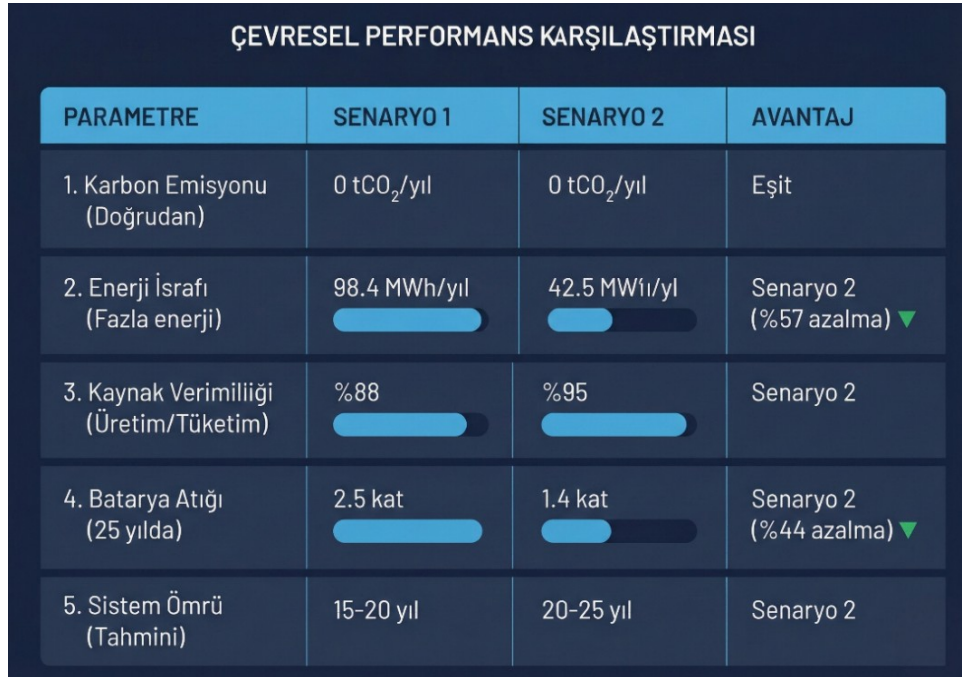 ÇEVRESEL PERFORMANS KARŞILAŞTIRMASI
PARAMETRE SENARYO 1 SENARYO 2 AVANTAJ
1. Karbon Emisyonu 0 tCO₂/yıl 0 tCO₂/yıl Eşit
(Doğrudan)
2. Enerji İsrafı 98.4 MWh/yıl 42.5 Senaryo 2
(Fazla enerji) (%57 azalma) ▼
3. Kaynak Verimiliği %88 %95 Senaryo 2
(Üretim/Tüketim)
4. Batarya Atığı 2.5 kat 1.4 kat Senaryo 2
(25 yılda) (%44 azalma) ▼
5. Sistem Ömrü 15-20 yıl 20-25 yıl Senaryo 2
(Tahmini)